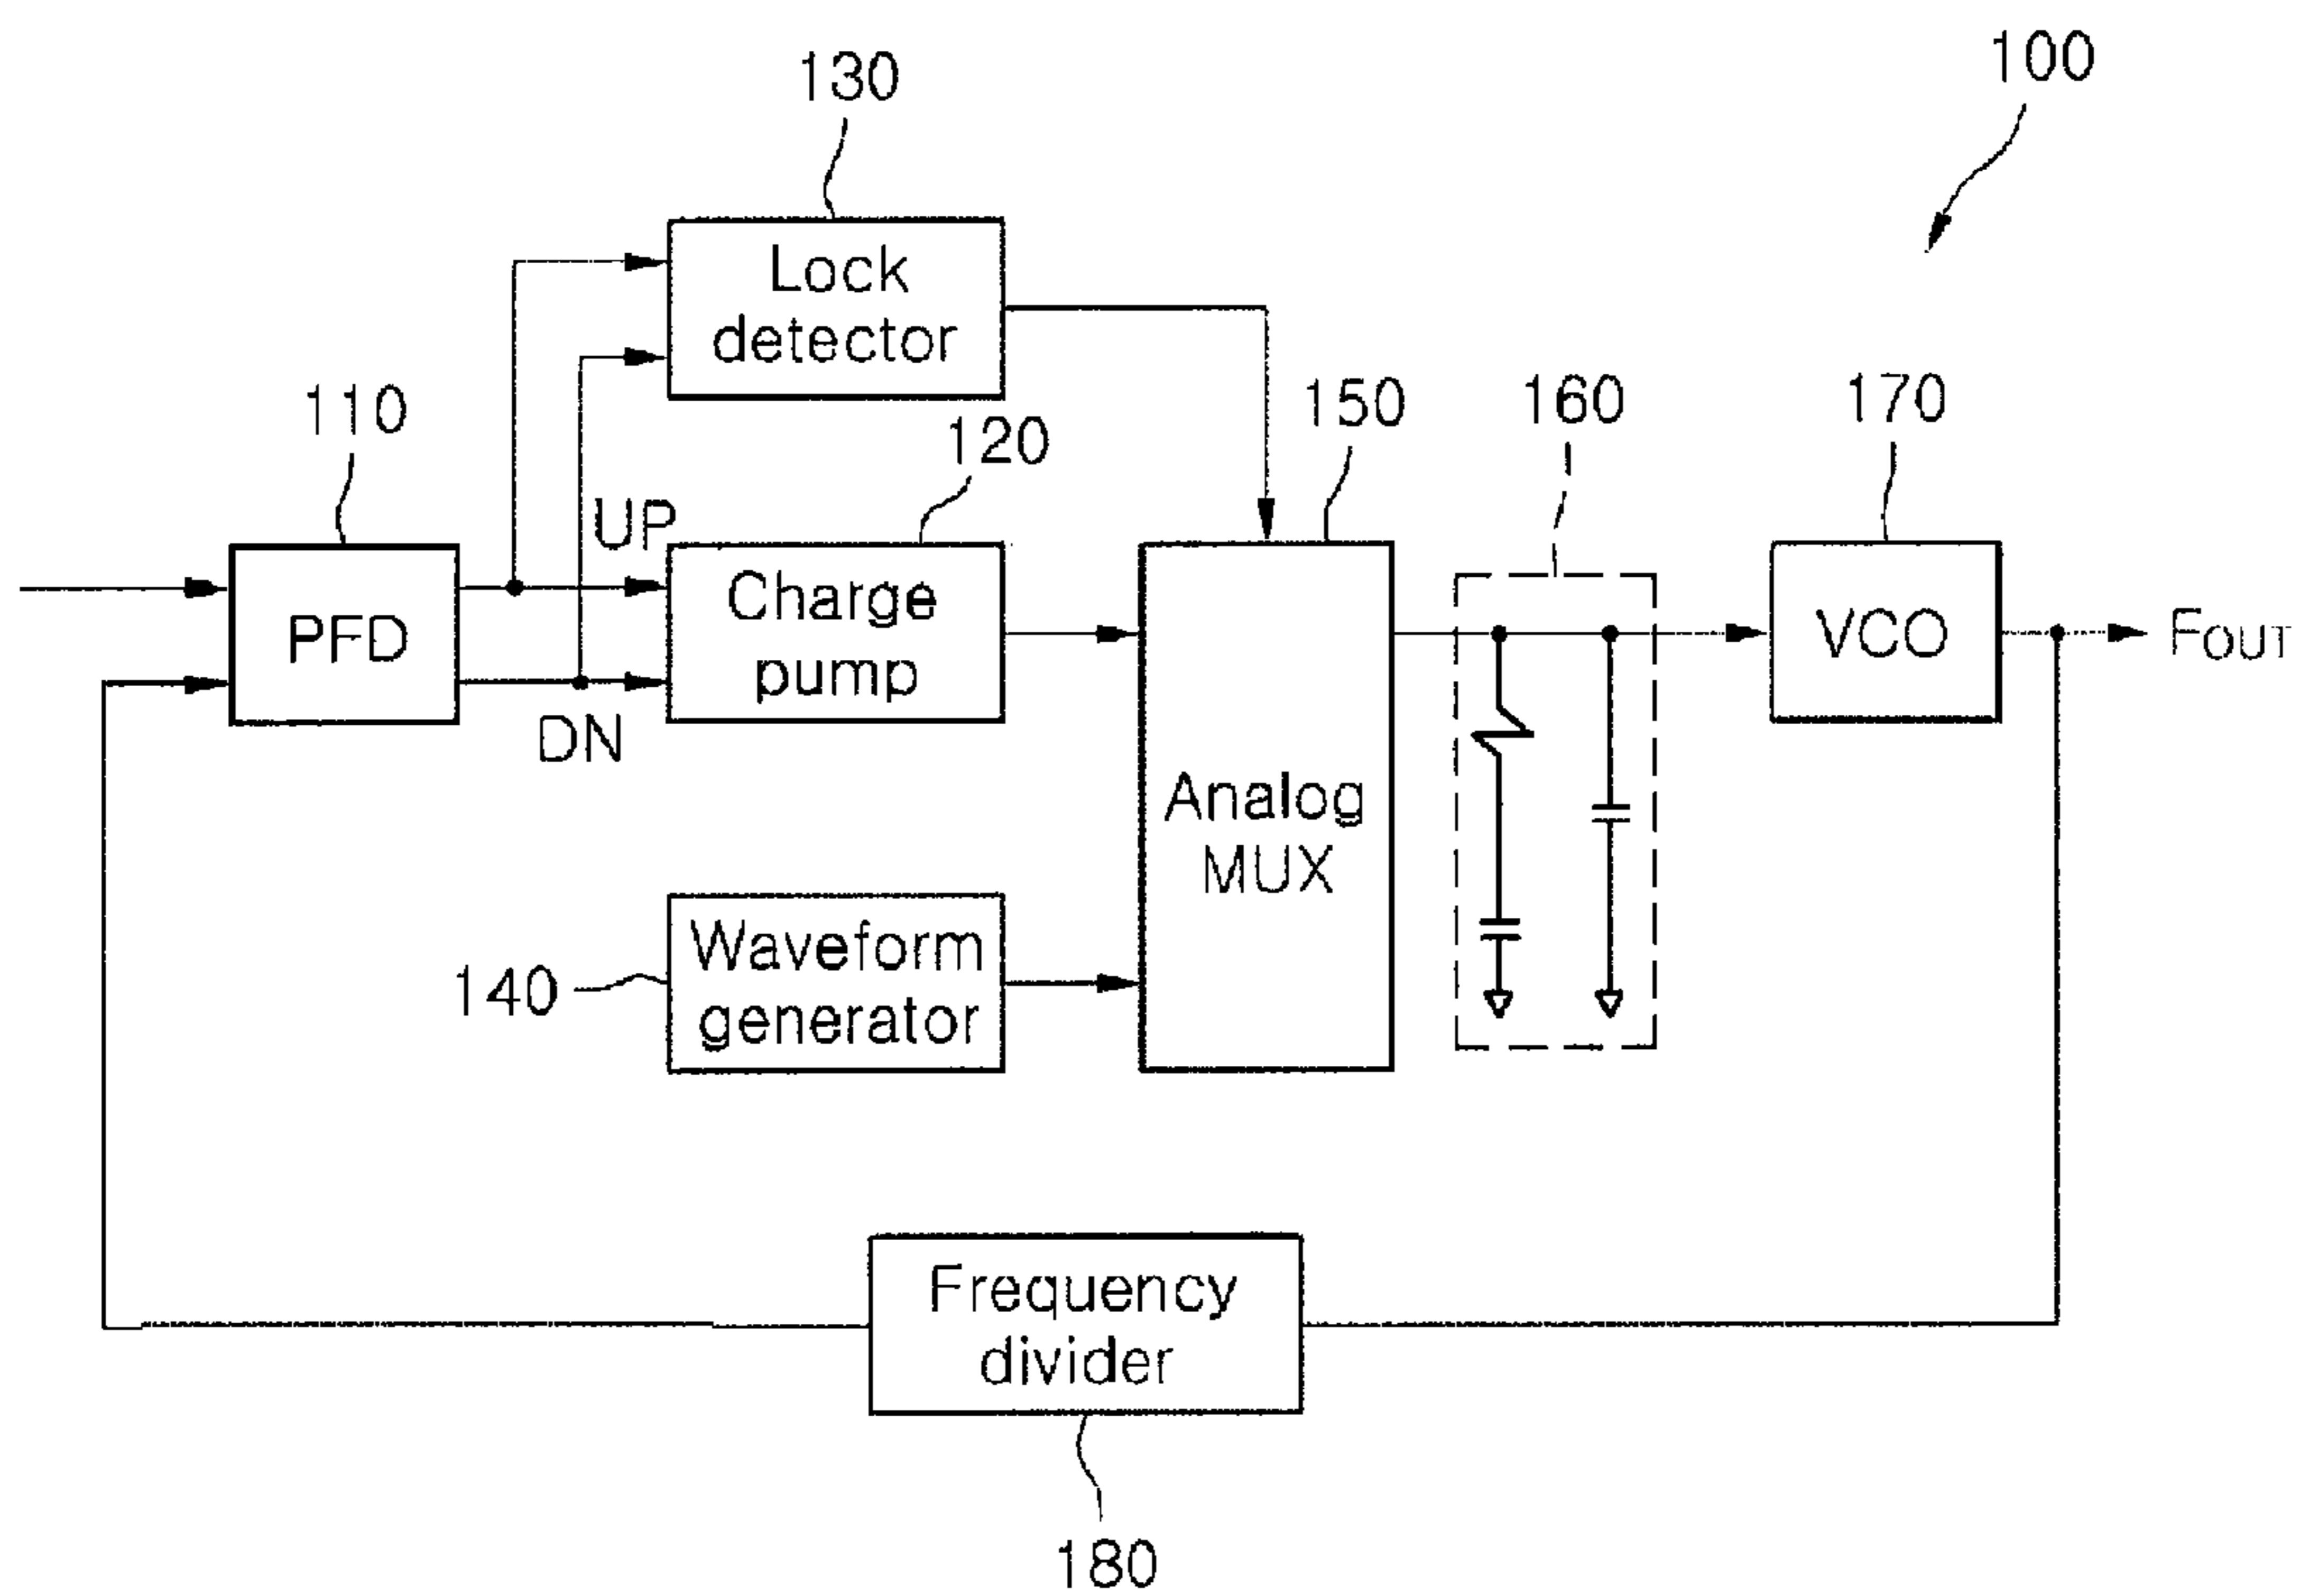 100
130
Lock
detector
110
120
150
160
170
UP
PFD
Charge
pump
VCO
FOUT
DN
Analog
MUX
140
Waveform
generator
Frequency
divider
180